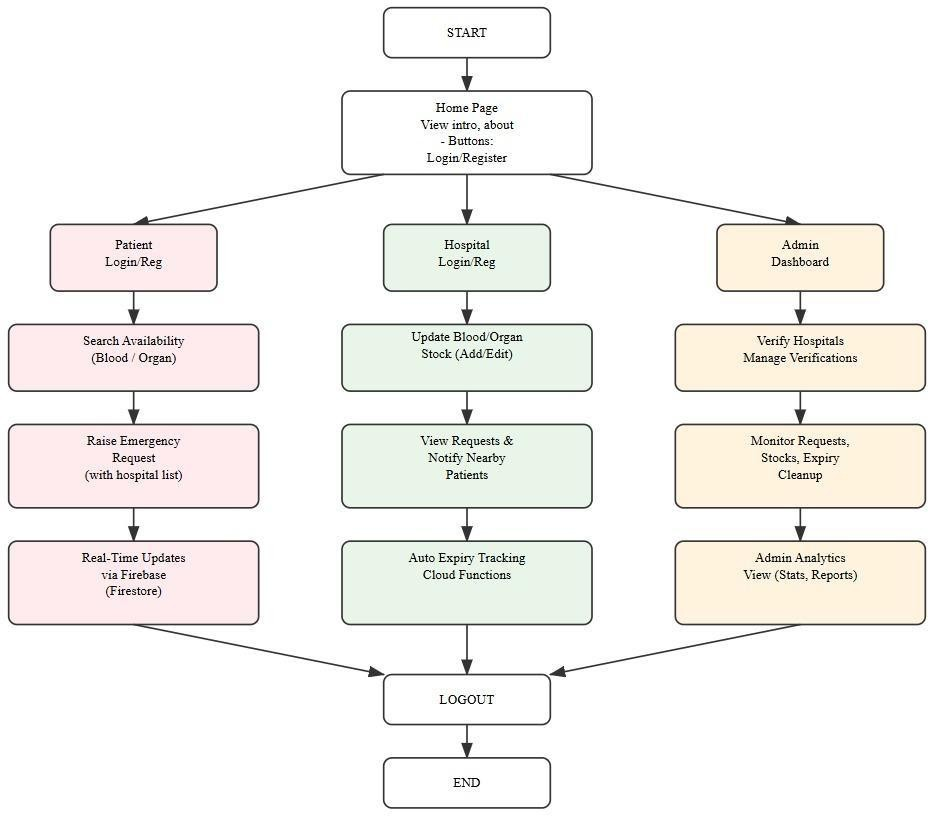 START
Home Page
View intro, about
- Buttons:
Login/Register
Patient
Login/Reg
Hospital
Login/Reg
Admin
Dashboard
Search Availability
(Blood / Organ)
Update Blood/Organ
Stock (Add/Edit)
Verify Hospitals
Manage Verifications
Raise Emergency
Request
(with hospital list)
View Requests &
Notify Nearby
Patients
Monitor Requests,
Stocks, Expiry
Cleanup
Real-Time Updates
via Firebase
(Firestore)
Auto Expiry Tracking
Cloud Functions
Admin Analytics
View (Stats, Reports)
LOGOUT
END